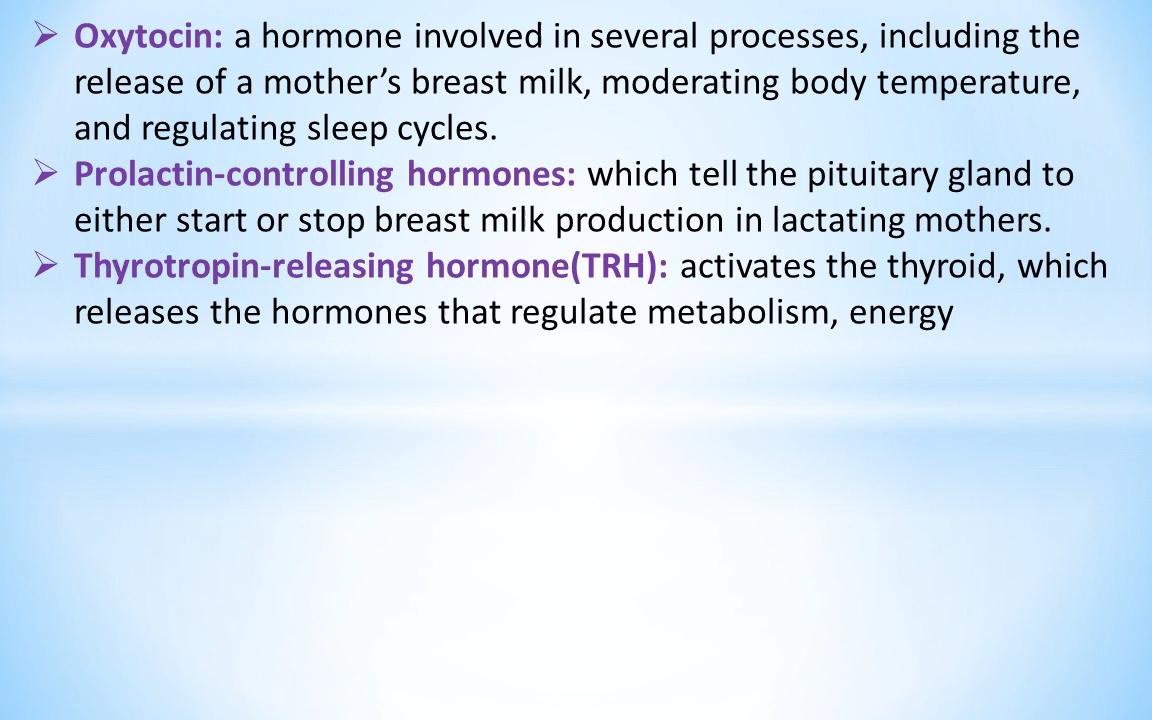 ➢ Oxytocin: a hormone involved in several processes, including the
release of a mother’s breast milk, moderating body temperature,
and regulating sleep cycles.
➢ Prolactin-controlling hormones: which tell the pituitary gland to
either start or stop breast milk production in lactating mothers.
➢ Thyrotropin-releasing hormone(TRH): activates the thyroid, which
releases the hormones that regulate metabolism, energy